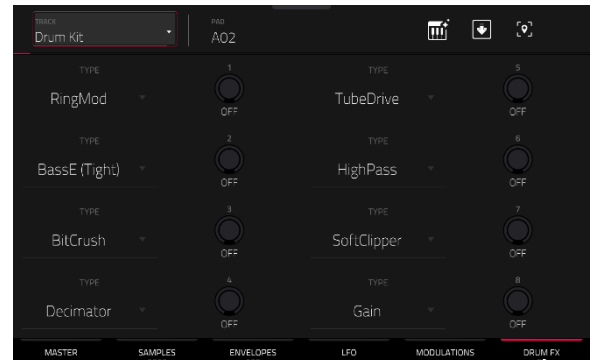 TRACK
Drum Kit
PAD
A02
TYPE
RingMod
1
OFF
TYPE
TubeDrive
5
OFF
TYPE
BassE (Tight)
2
OFF
TYPE
HighPass
6
OFF
TYPE
BitCrush
3
OFF
TYPE
SoftClipper
7
OFF
TYPE
Decimator
4
OFF
TYPE
Gain
8
OFF
MASTER
SAMPLES
ENVELOPES
LFO
MODULATIONS
DRUM FX